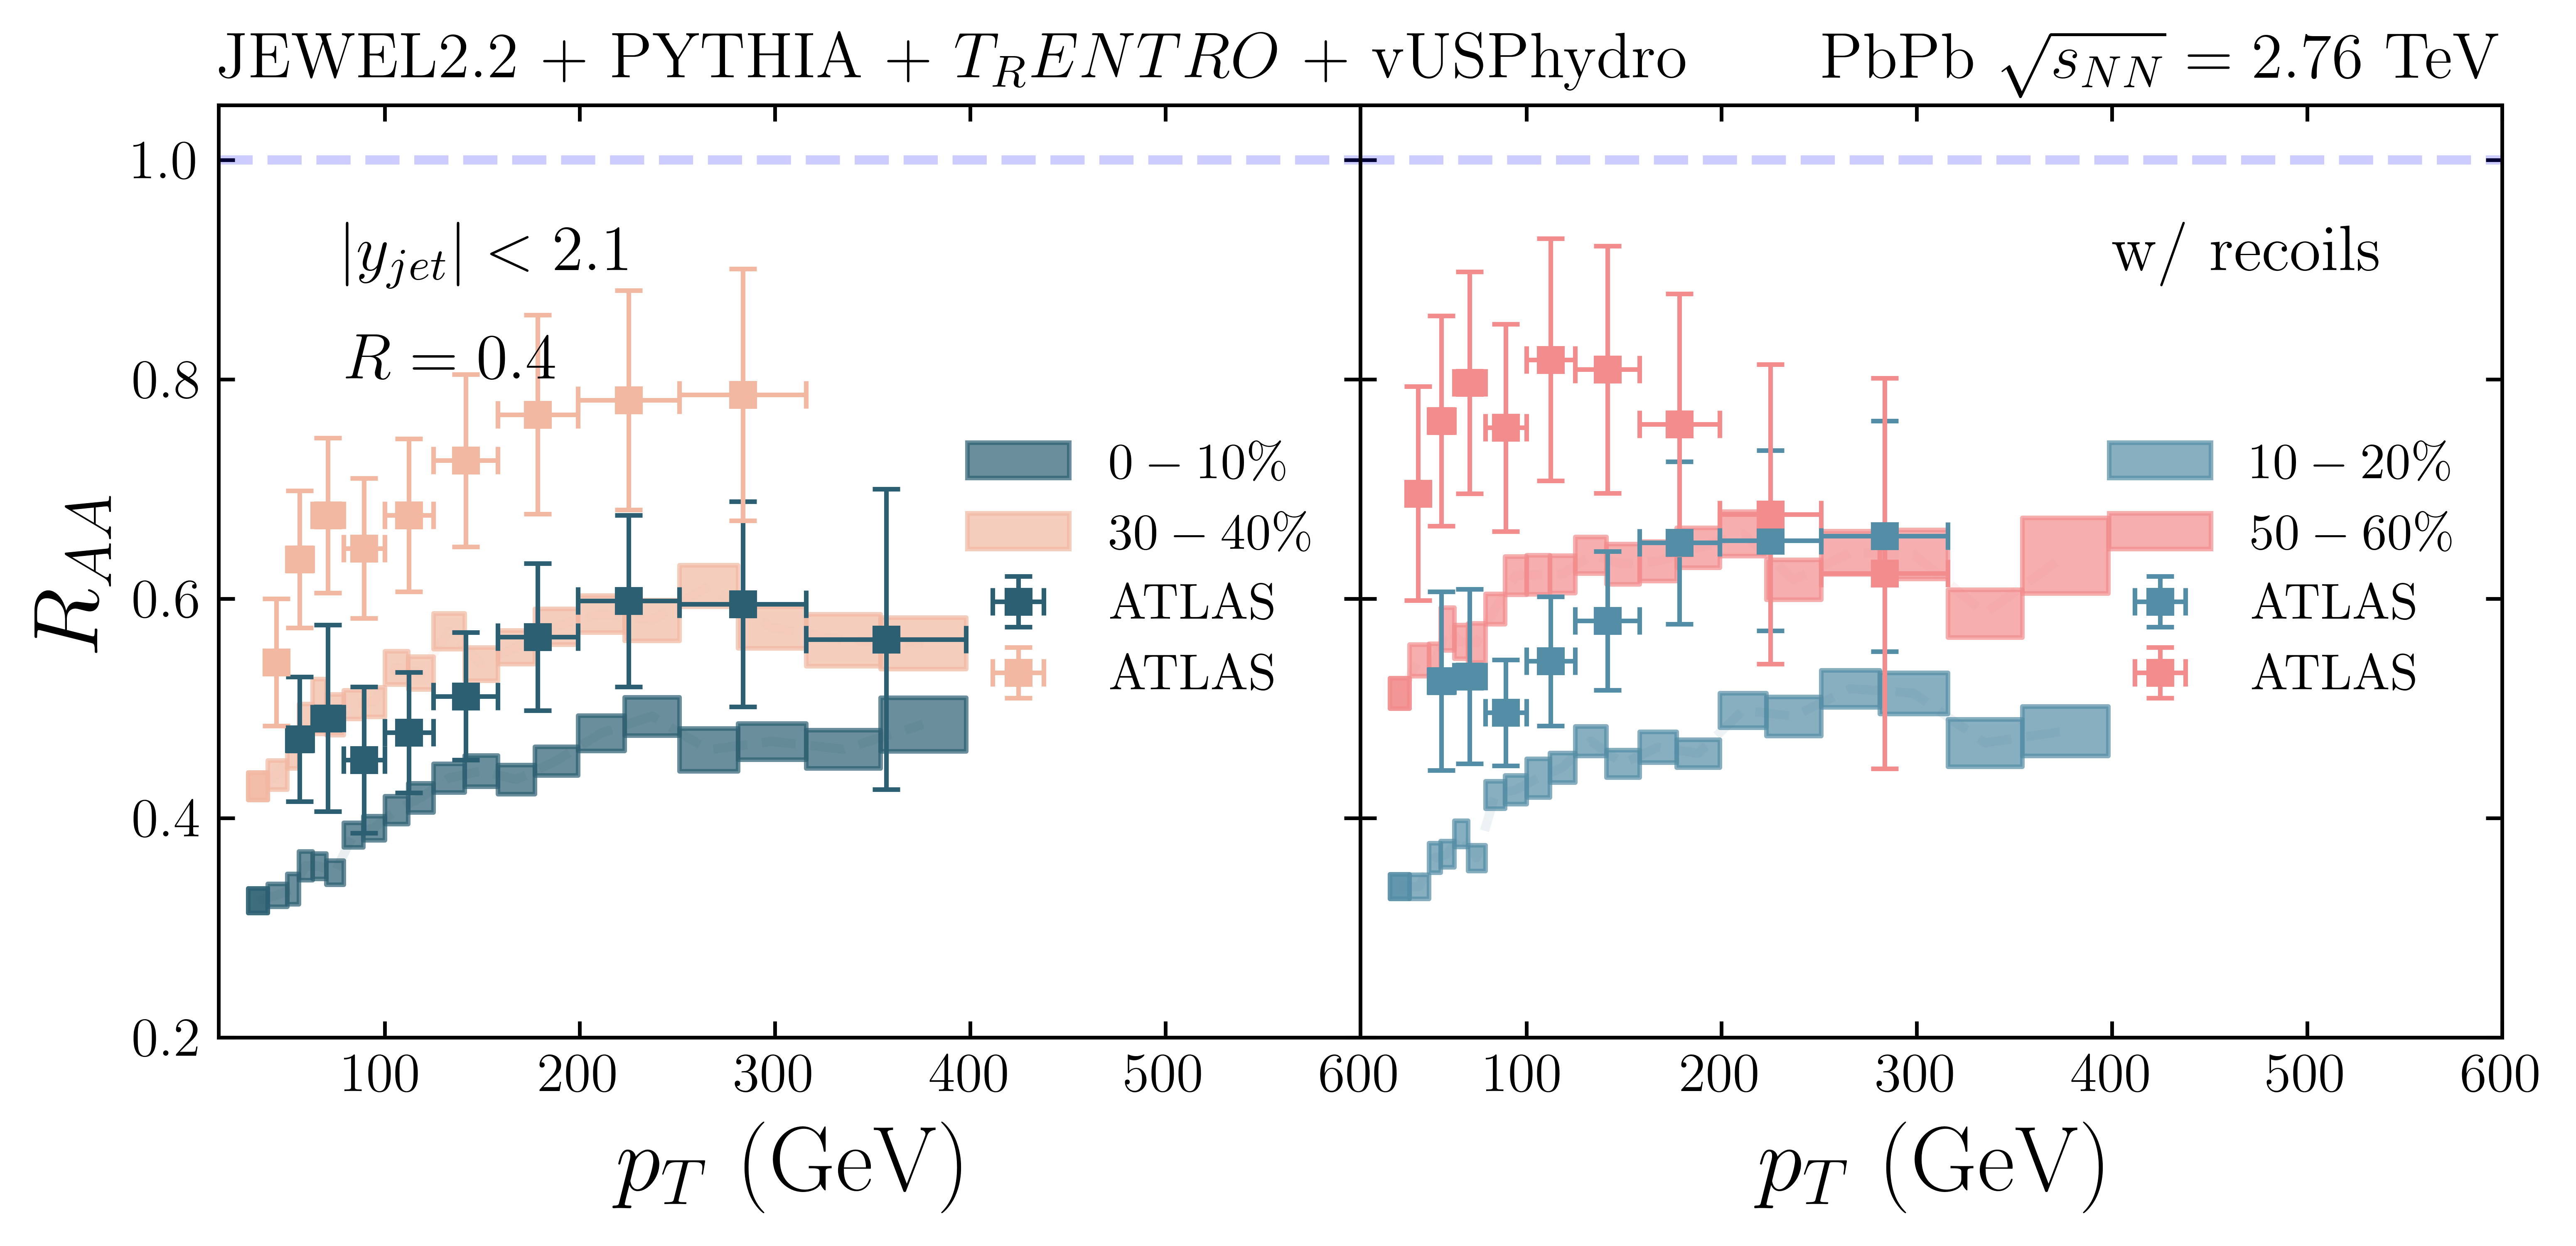 JEWEL2.2 + PYTHIA + T_RENTRO + vUSPhydro PbPb √s_NN = 2.76 TeV
1.0
0.8
0.6
0.4
0.2
R_AA
|y_jet| < 2.1
R = 0.4
0 − 10%
30 − 40%
ATLAS
ATLAS
w/ recoils
10 − 20%
50 − 60%
ATLAS
ATLAS
100 200 300 400 500 600 100 200 300 400 500 600
p_T (GeV) p_T (GeV)